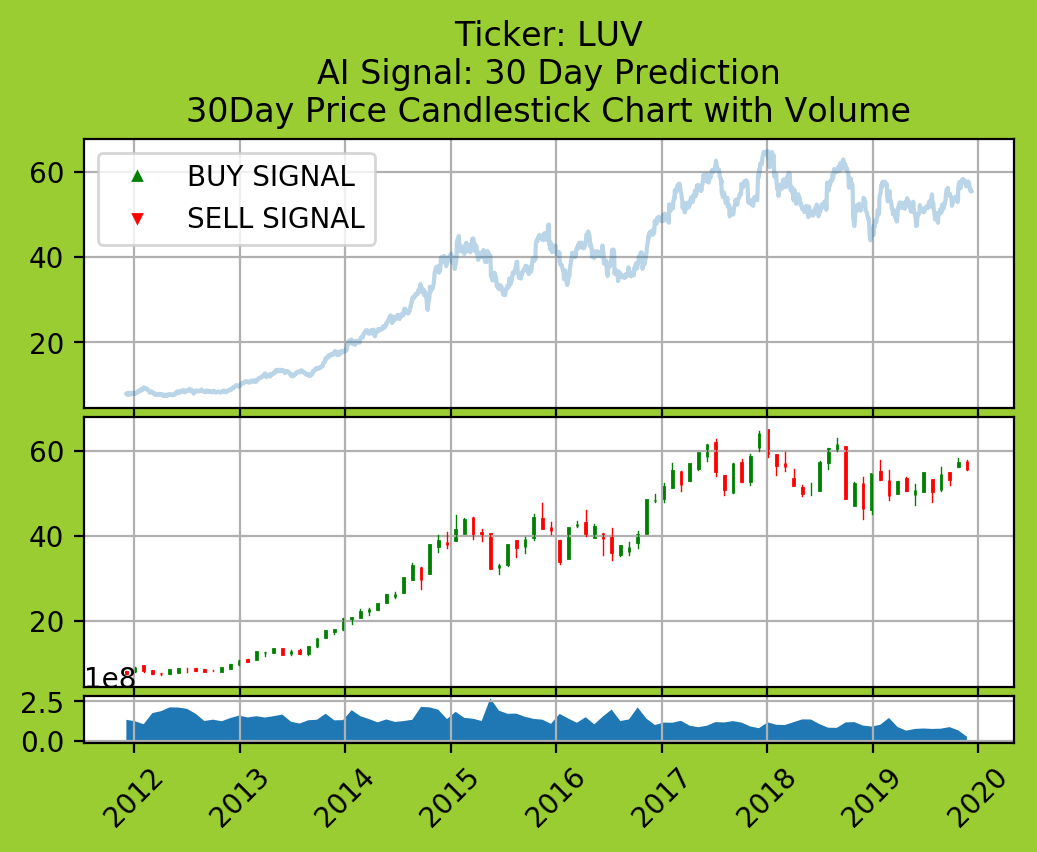 Ticker: LUV
AI Signal: 30 Day Prediction
30Day Price Candlestick Chart with Volume
BUY SIGNAL
SELL SIGNAL
60
40
20
60
40
20
1e8
2.5
0.0
2012
2013
2014
2015
2016
2017
2018
2019
2020